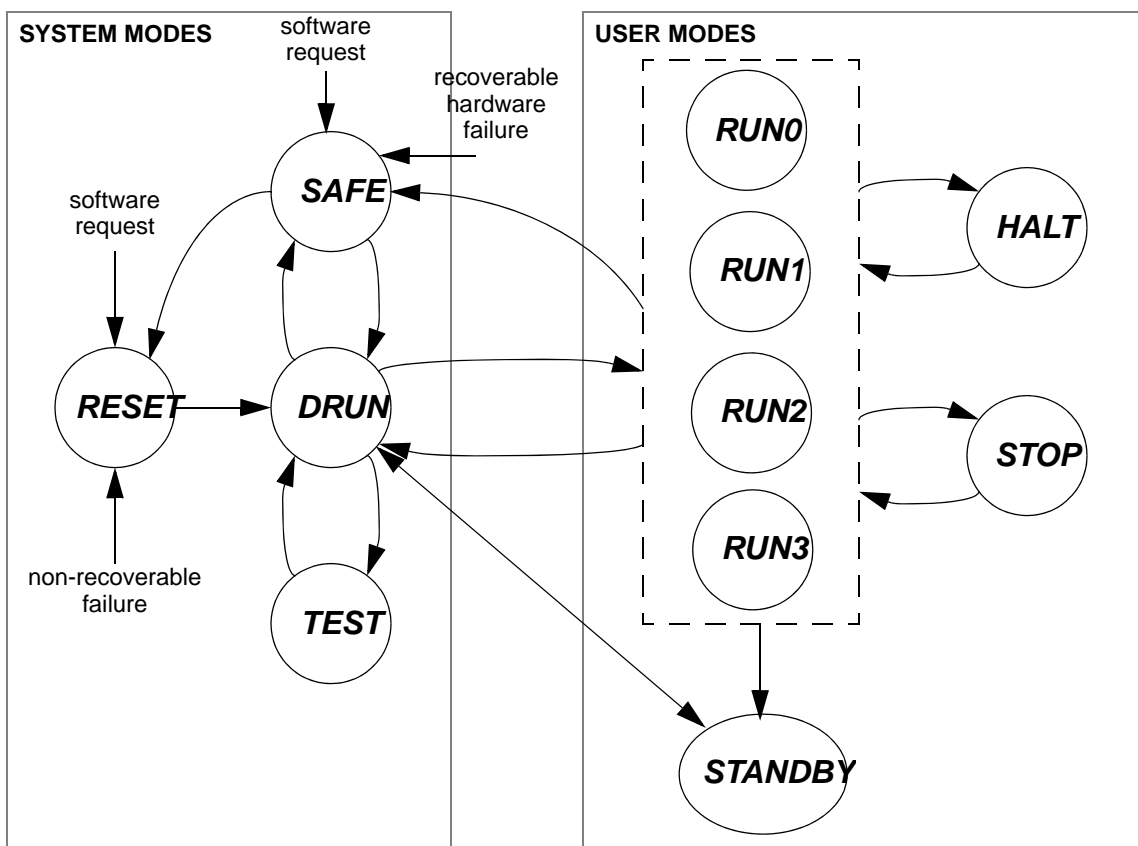 SYSTEM MODES
software
request
recoverable
hardware
failure
SAFE
software
request
RESET
DRUN
non-recoverable
failure
TEST
USER MODES
RUN0
RUN1
RUN2
RUN3
HALT
STOP
STANDBY